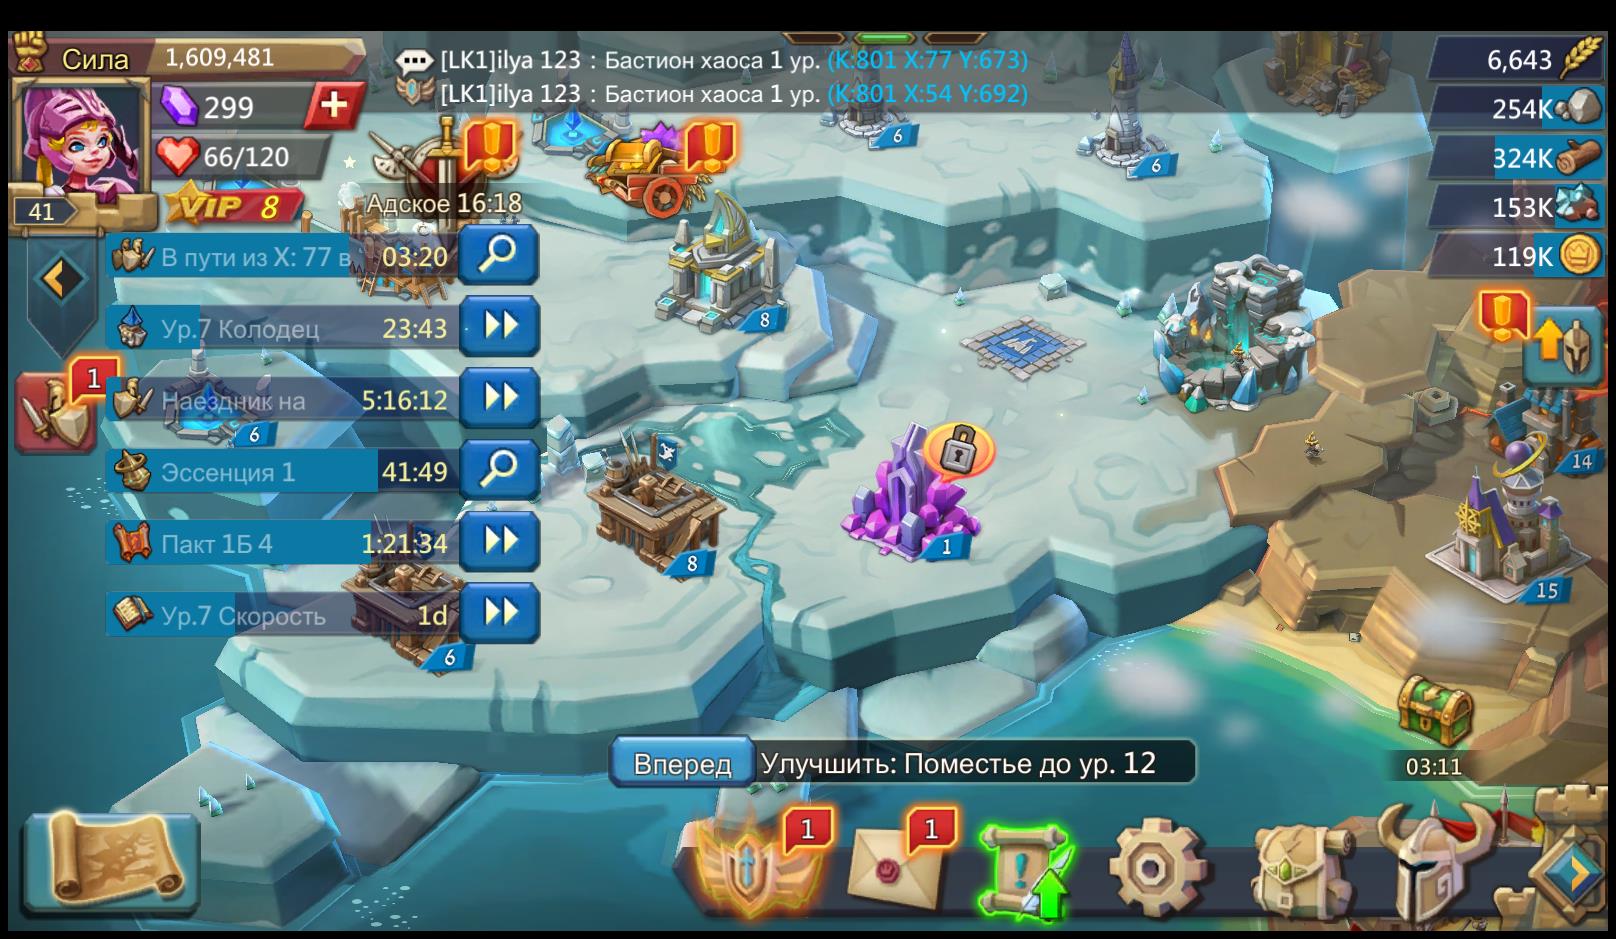 Сила 1,609,481
[LK1]ilya 123 : Бастион хаоса 1 ур. (K:801 X:77 Y:673)
[LK1]ilya 123 : Бастион хаоса 1 ур. (K:801 X:54 Y:692)
6,643
299
254K
66/120
324K
41
VIP 8
Адское 16:18
153K
119K
6
6
В пути из X: 77 в 03:20
8
Ур.7 Колодец 23:43
1
Наездник на 5:16:12
6
14
Эссенция 1 41:49
Пакт 1Б 4 1:21:34
8
1
15
Ур.7 Скорость 1d
6
Вперед Улучшить: Поместье до ур. 12
03:11
1
1